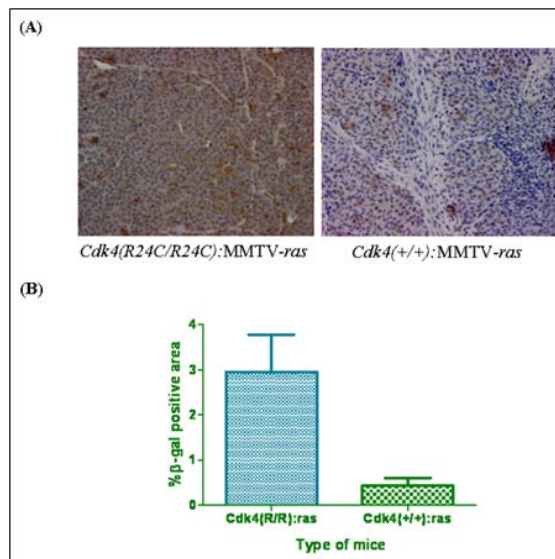 (A)
Cdk4(R24C/R24C):MMTV-ras Cdk4(+/+):MMTV-ras
(B)
% β-gal positive area
4
3
2
1
0
Cdk4(R/R):ras Cdk4(+/+):ras
Type of mice